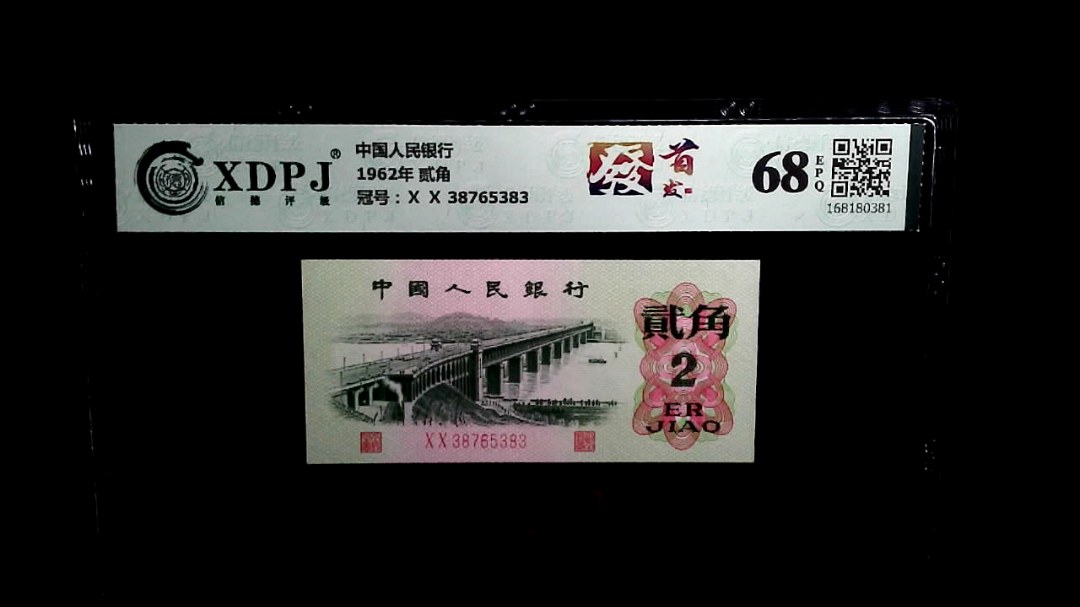 XDPJ®
信德评级
中国人民银行
1962年 贰角
冠号：X X 38765383
發
首发
68
EPQ
168180381
中國人民銀行
貳角
2
ER
JIAO
XX38765383